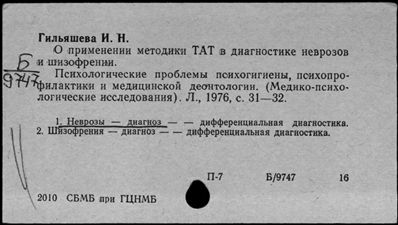 Гильяшева И. Н.
О применении методики ТАТ в диагностике неврозов
и шизофрении.
Б
9747
Психологические проблемы психогигиены, психопро-
филактики и медицинской деонтологии. (Медико-психо-
логические исследования). Л., 1976, с. 31—32.
1. Неврозы — диагноз — — дифференциальная диагностика.
2. Шизофрения — диагноз — — дифференциальная диагностика.
П-7 Б/9747 16
2010 СБМБ при ГЦНМБ